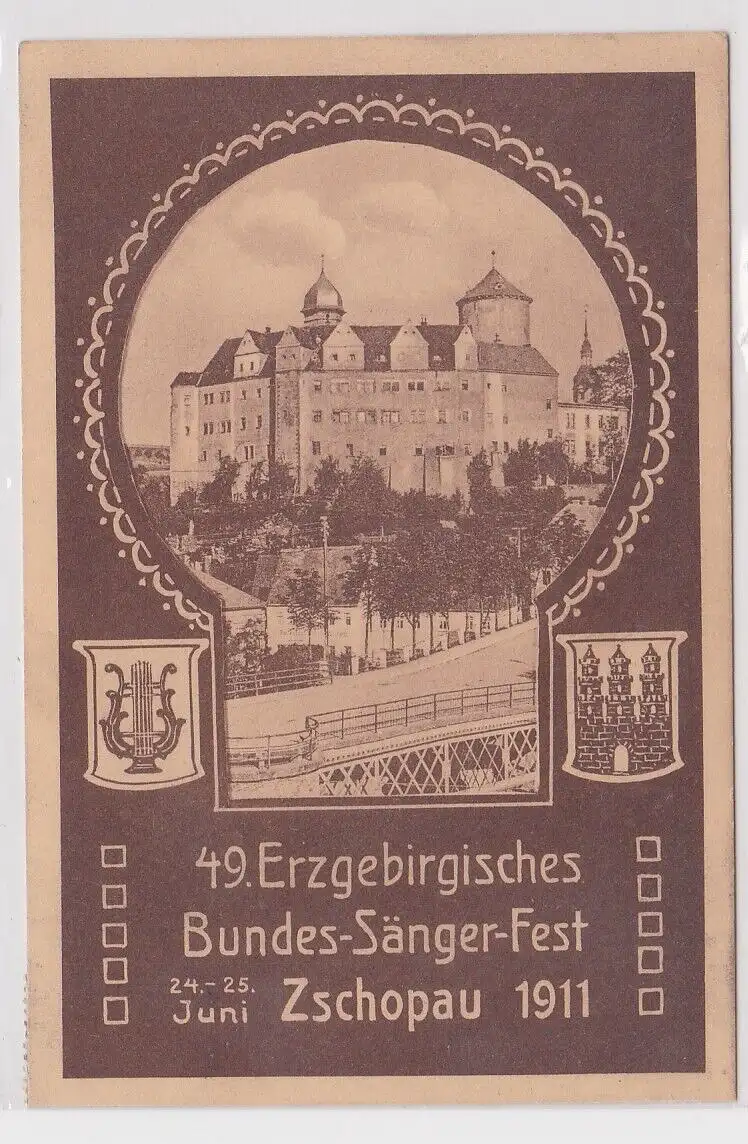 49. Erzgebirgisches
Bundes-Sänger-Fest
24.-25. Juni Zschopau 1911